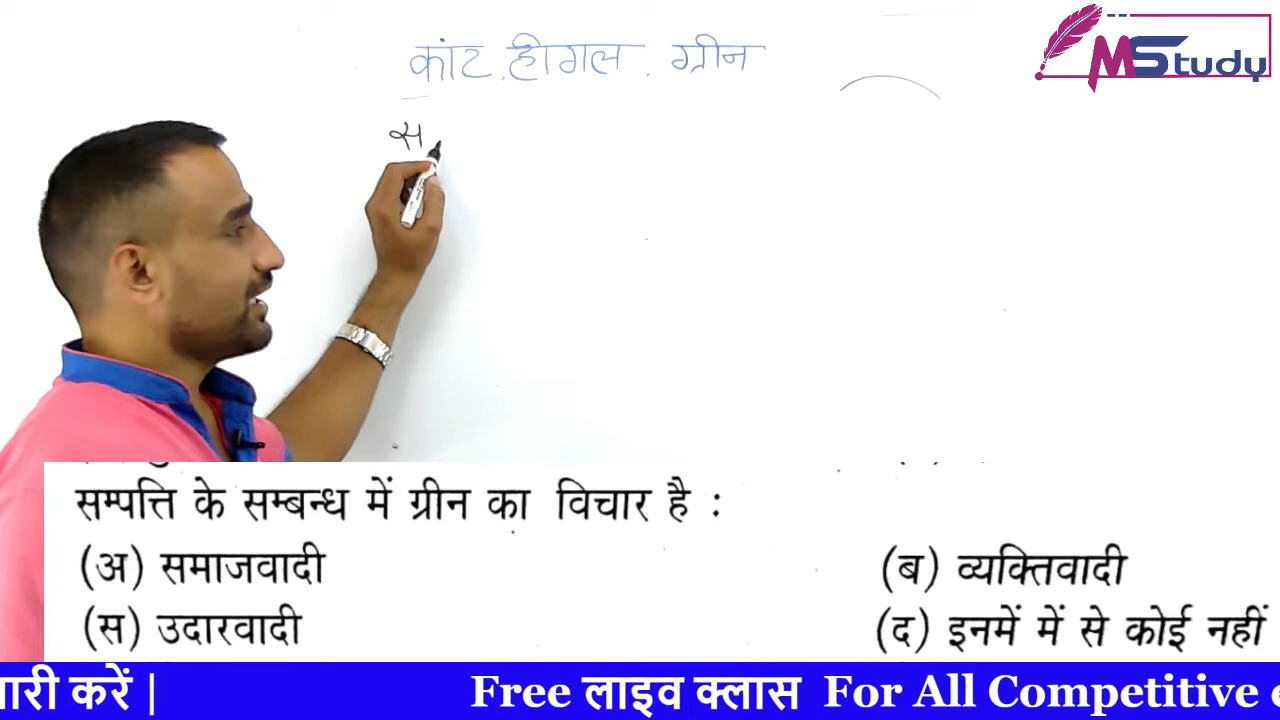 कांट, हीगल, ग्रीन
MStudy
स
सम्पत्ति के सम्बन्ध में ग्रीन का विचार है :
(अ) समाजवादी
(ब) व्यक्तिवादी
(स) उदारवादी
(द) इनमें में से कोई नहीं
करें |
Free लाइव क्लास For All Competitive